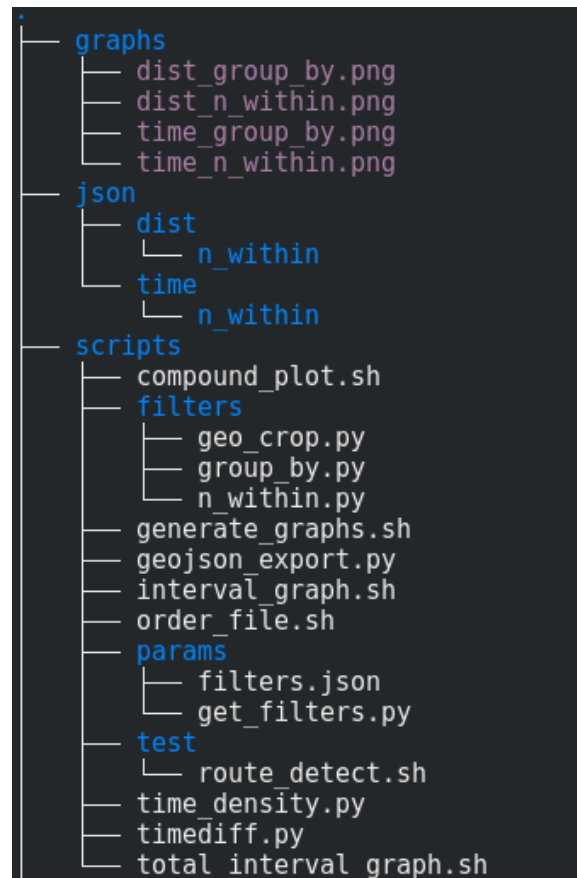 .
graphs
dist_group_by.png
dist_n_within.png
time_group_by.png
time_n_within.png
json
dist
n_within
time
n_within
scripts
compound_plot.sh
filters
geo_crop.py
group_by.py
n_within.py
generate_graphs.sh
geojson_export.py
interval_graph.sh
order_file.sh
params
filters.json
get_filters.py
test
route_detect.sh
time_density.py
timediff.py
total_interval_graph.sh